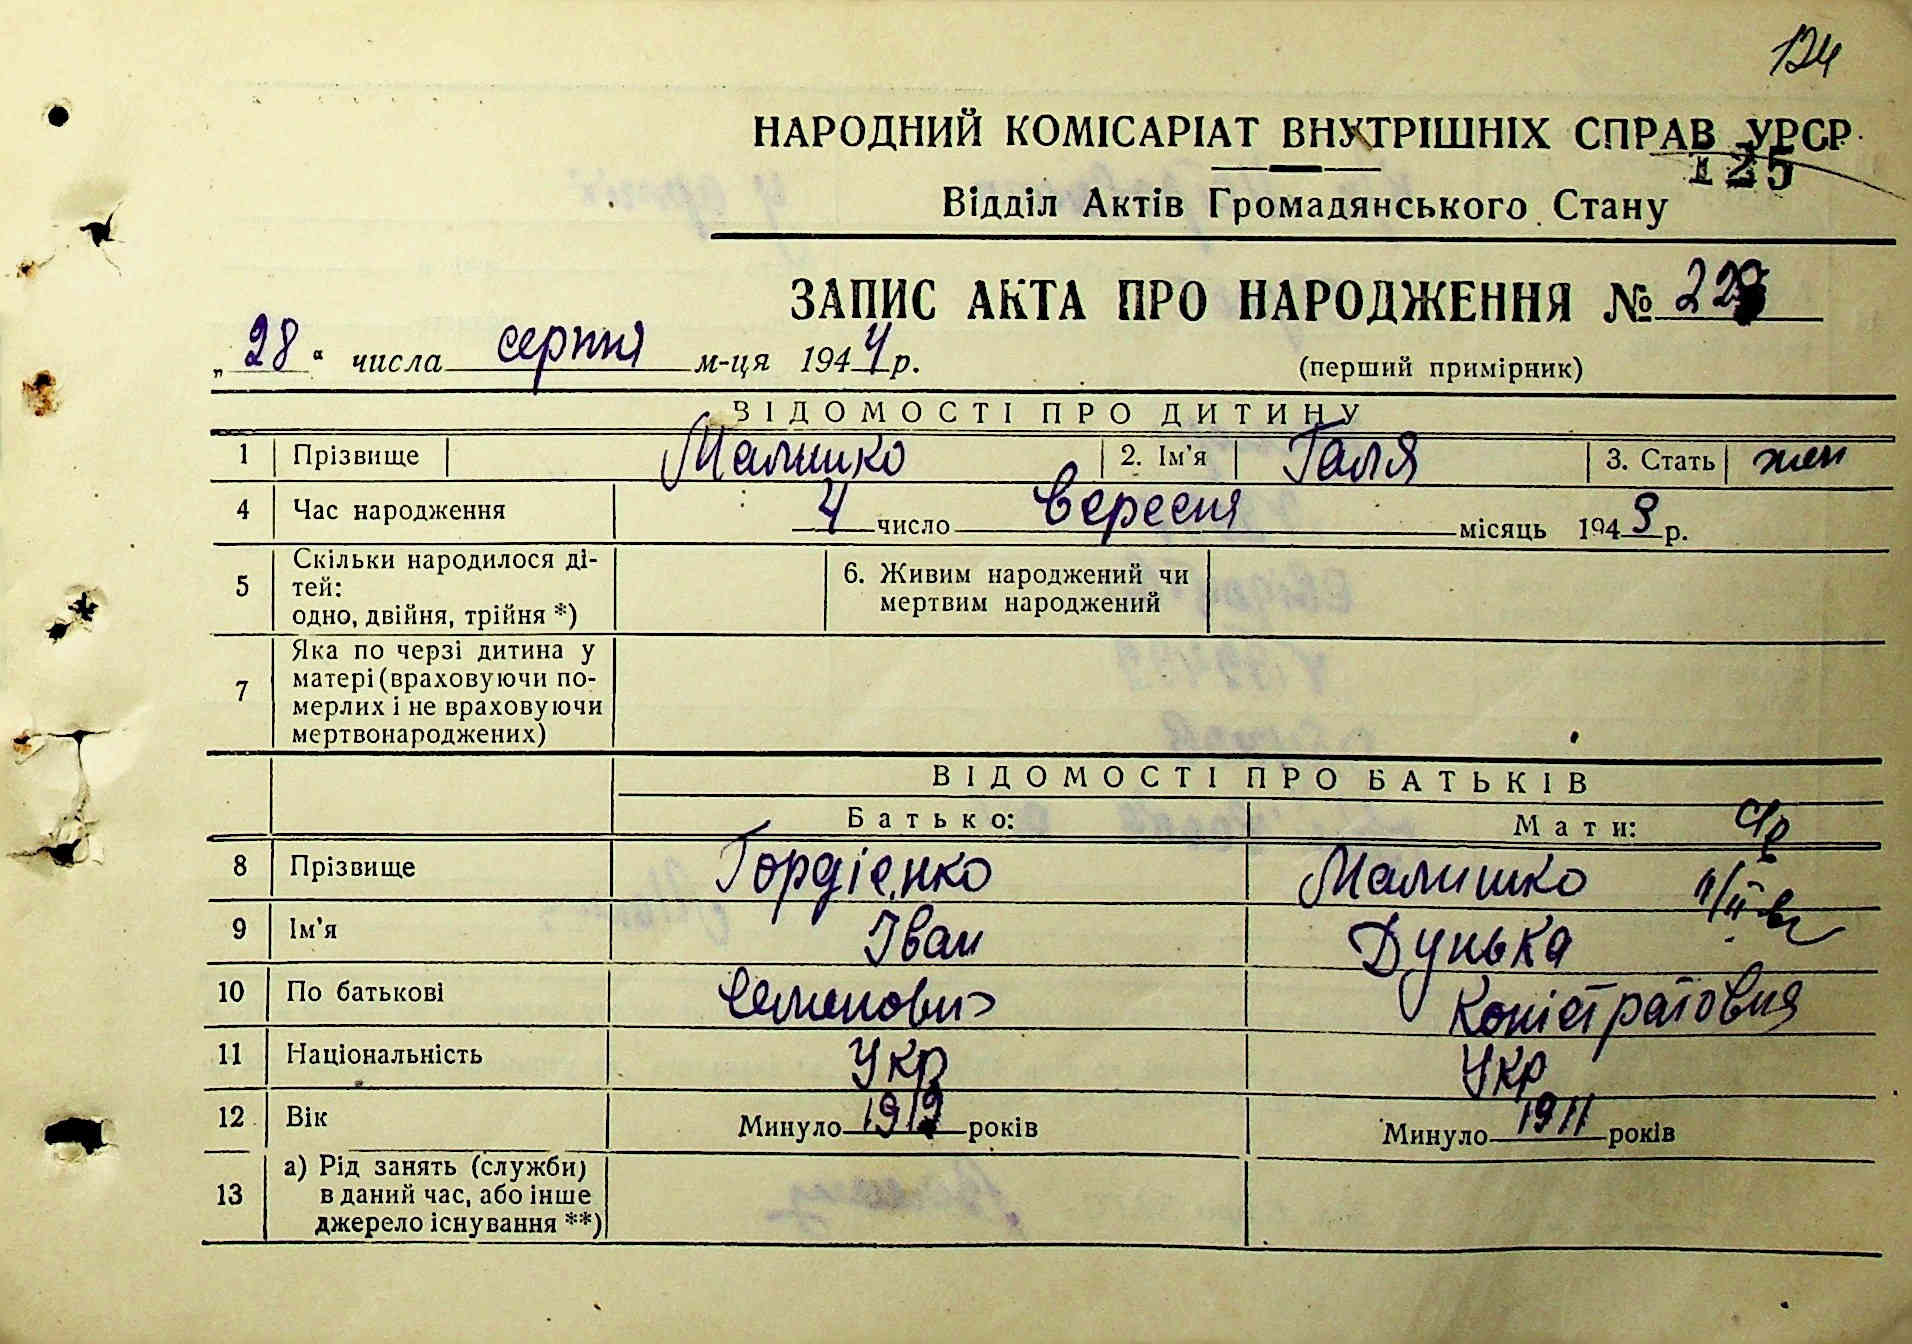 124
НАРОДНИЙ КОМІСАРІАТ ВНУТРІШНІХ СПРАВ УРСР
125
Відділ Актів Громадянського Стану
ЗАПИС АКТА ПРО НАРОДЖЕННЯ №
„28“ числа серпня м-ця 1944 р. (перший примірник)
ВІДОМОСТІ ПРО ДИТИНУ
1 Прізвище Малишко 2. Ім'я Галя 3. Стать жен
4 Час народження 4 число Вересня місяць 1943 р.
5 Скільки народилося ді-
тей:
одно, двійня, трійня *)
6. Живим народжений чи
мертвим народжений
7 Яка по черзі дитина у
матері (враховуючи по-
мерлих і не враховуючи
мертвонароджених)
ВІДОМОСТІ ПРО БАТЬКІВ
Батько: Мати:
8 Прізвище Гордієнко Малишко
9 Ім'я Іван Дунька
10 По батькові Семенович Коністратовня
11 Національність Укр Укр
12 Вік Минуло 1919 років Минуло 1911 років
13 а) Рід занять (служби)
в даний час, або інше
джерело існування **)